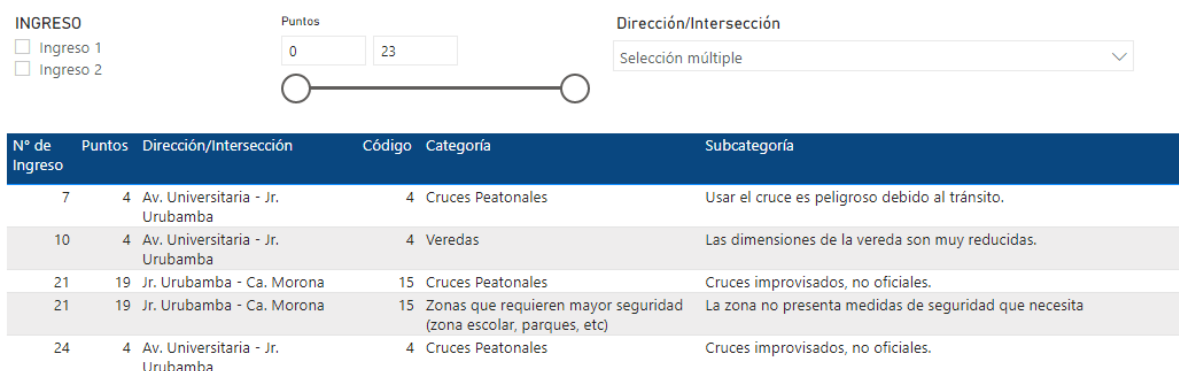 INGRESO
Ingreso 1
Ingreso 2
Puntos
0 23
Dirección/Intersección
Selección múltiple
N° de Ingreso Puntos Dirección/Intersección Código Categoría Subcategoría
7 4 Av. Universitaria - Jr. Urubamba 4 Cruces Peatonales Usar el cruce es peligroso debido al tránsito.
10 4 Av. Universitaria - Jr. Urubamba 4 Veredas Las dimensiones de la vereda son muy reducidas.
21 19 Jr. Urubamba - Ca. Morona 15 Cruces Peatonales Cruces improvisados, no oficiales.
21 19 Jr. Urubamba - Ca. Morona 15 Zonas que requieren mayor seguridad (zona escolar, parques, etc) La zona no presenta medidas de seguridad que necesita
24 4 Av. Universitaria - Jr. Urubamba 4 Cruces Peatonales Cruces improvisados, no oficiales.